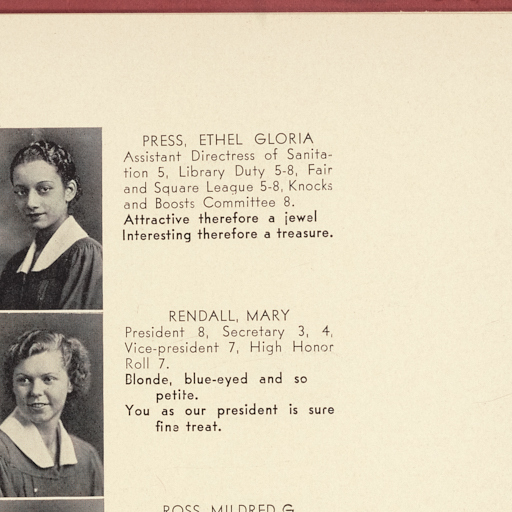 PRESS, ETHEL GLORIA
Assistant Directress of Sanita-
tion 5, Library Duty 5-8, Fair
and Square League 5-8, Knocks
and Boosts Committee 8.
Attractive therefore a jewel
Interesting therefore a treasure.
RENDALL, MARY
President 8, Secretary 3, 4,
Vice-president 7, High Honor
Roll 7.
Blonde, blue-eyed and so
petite.
You as our president is sure
fine treat.
ROSS, MILDRED G.